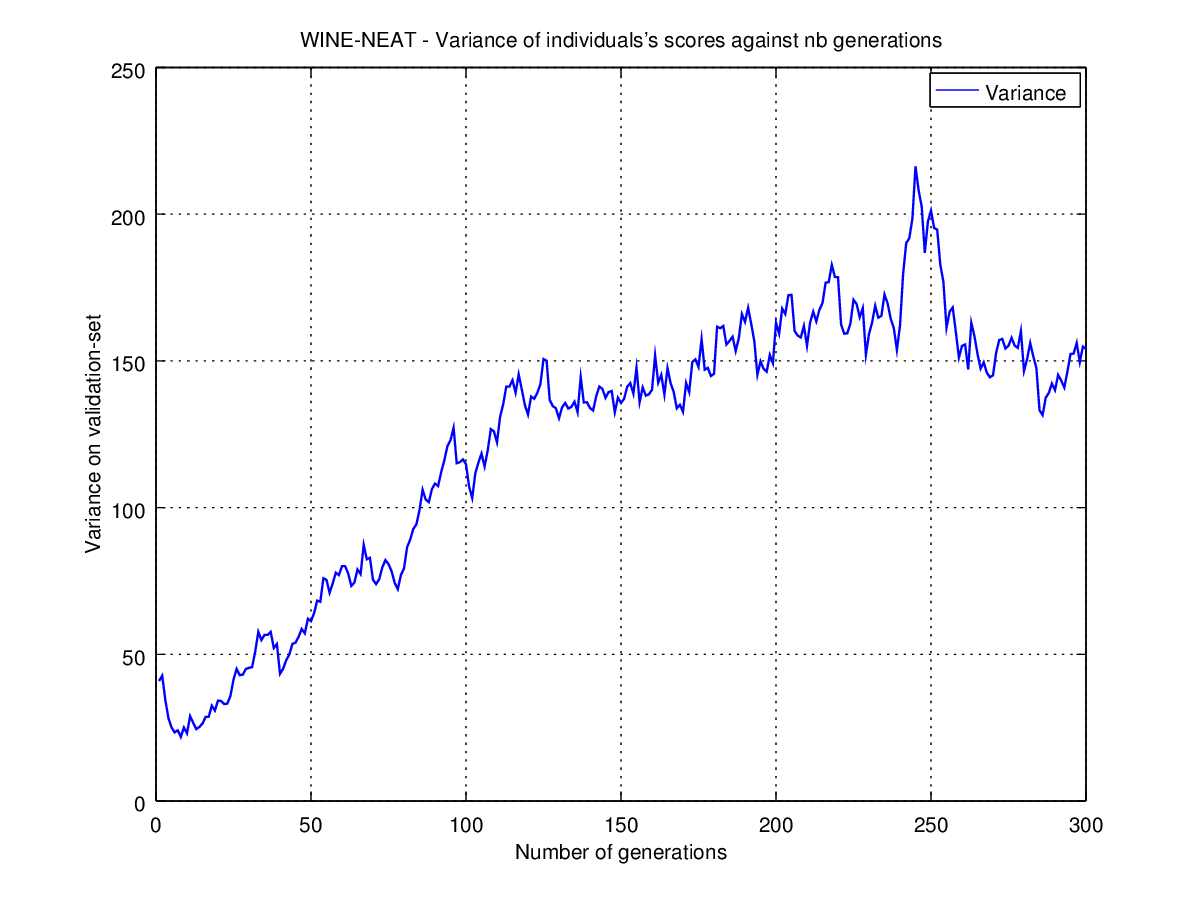 WINE-NEAT - Variance of individuals's scores against nb generations
Variance
250
200
150
100
50
0
Variance on validation-set
0 50 100 150 200 250 300
Number of generations